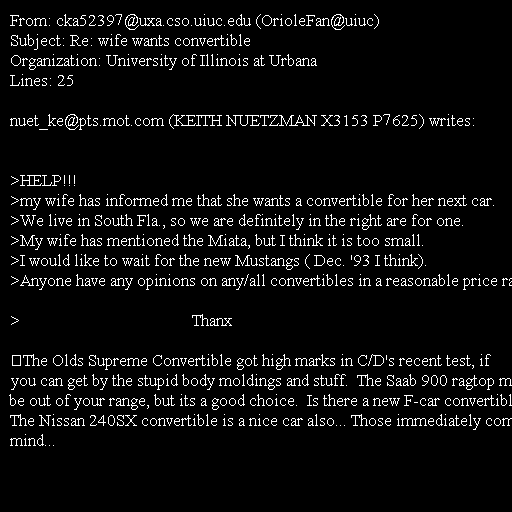 From: cka52397@uxa.cso.uiuc.edu (OrioleFan@uiuc)
Subject: Re: wife wants convertible
Organization: University of Illinois at Urbana
Lines: 25
nuet_ke@pts.mot.com (KEITH NUETZMAN X3153 P7625) writes:
>HELP!!!
>my wife has informed me that she wants a convertible for her next car.
>We live in South Fla., so we are definitely in the right are for one.
>My wife has mentioned the Miata, but I think it is too small.
>I would like to wait for the new Mustangs ( Dec. '93 I think).
>Anyone have any opinions on any/all convertibles in a reasonable price
> Thanx
The Olds Supreme Convertible got high marks in C/D's recent test, if
you can get by the stupid body moldings and stuff.  The Saab 900 ragtop
be out of your range, but its a good choice.  Is there a new F-car
The Nissan 240SX convertible is a nice car also... Those immediately
mind...